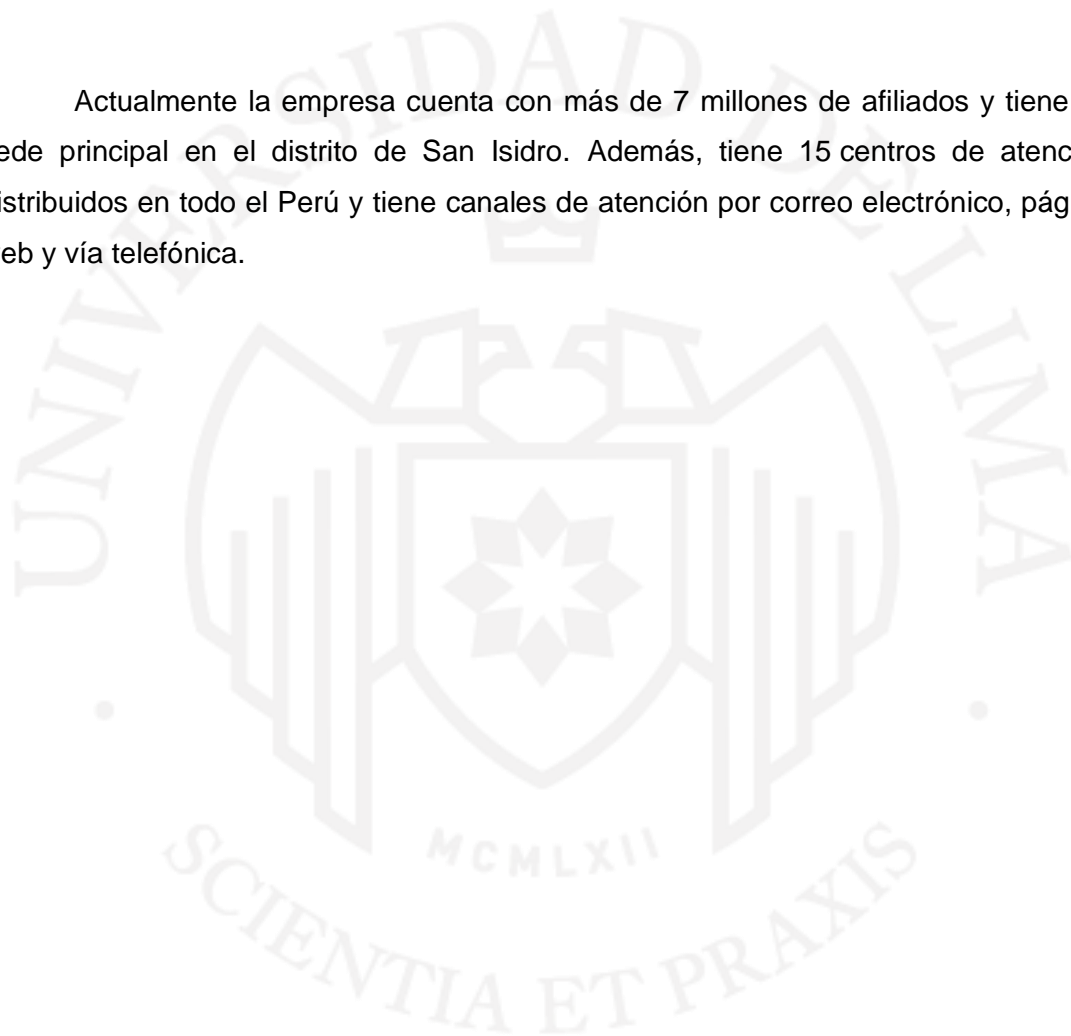 Actualmente la empresa cuenta con más de 7 millones de afiliados y tiene
ede principal en el distrito de San Isidro. Además, tiene 15 centros de atenc
istribuidos en todo el Perú y tiene canales de atención por correo electrónico, pág
eb y vía telefónica.
UNIVERSIDAD DE LIMA
MCMLXII
SCIENTIA ET PRAXIS